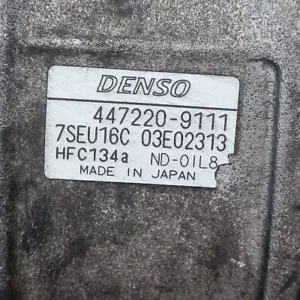 DENSO
447220-9111
7SEU16C 03E02313
HFC134a ND-OIL8
MADE IN JAPAN